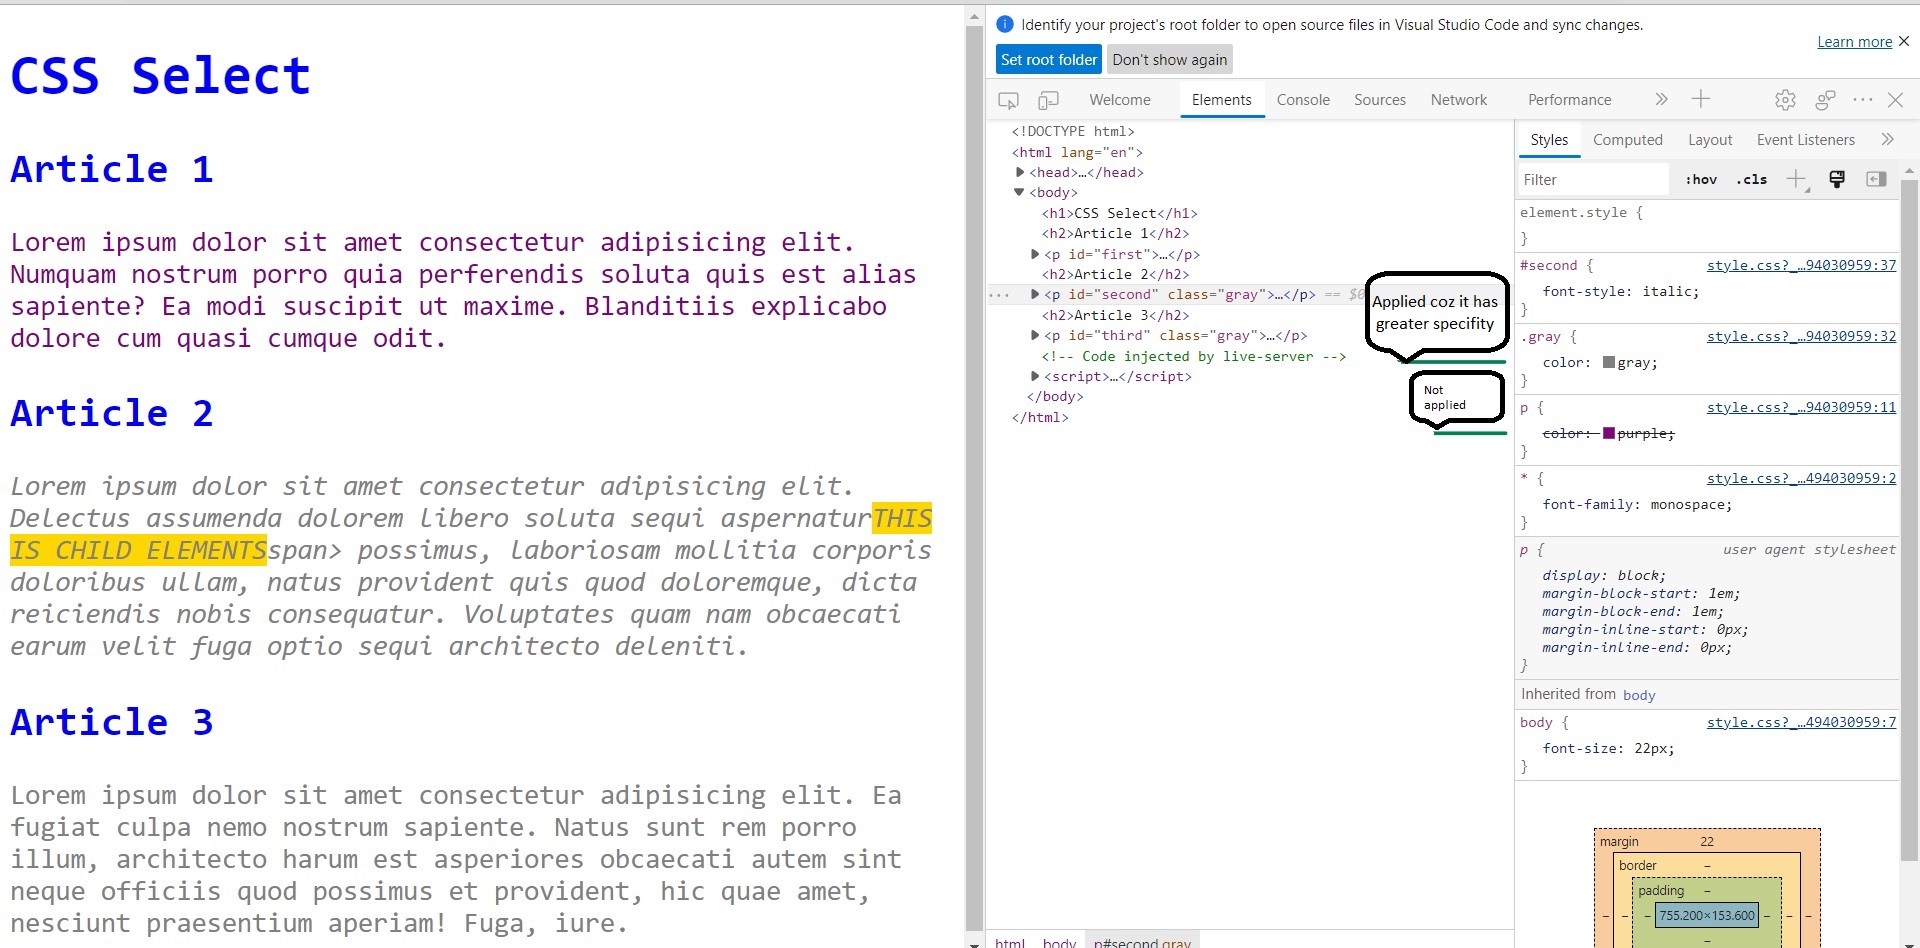 CSS Select
Article 1
Lorem ipsum dolor sit amet consectetur adipisicing elit.
Numquam nostrum porro quia perferendis soluta quis est alias
sapiente? Ea modi suscipit ut maxime. Blanditiis explicabo
dolore cum quasi cumque odit.
Article 2
Lorem ipsum dolor sit amet consectetur adipisicing elit.
Delectus assumenda dolorem libero soluta sequi aspernaturTHIS
IS CHILD ELEMENTSspan> possimus, laboriosam mollitia corporis
doloribus ullam, natus provident quis quod doloremque, dicta
reiciendis nobis consequatur. Voluptates quam nam obcaecati
earum velit fuga optio sequi architecto deleniti.
Article 3
Lorem ipsum dolor sit amet consectetur adipisicing elit. Ea
fugiat culpa nemo nostrum sapiente. Natus sunt rem porro
illum, architecto harum est asperiores obcaecati autem sint
neque officiis quod possimus et provident, hic quae amet,
nesciunt praesentium aperiam! Fuga, iure.
Identify your project's root folder to open source files in Visual Studio Code and sync changes.
Learn more
Set root folder Don't show again
Welcome Elements Console Sources Network Performance
<!DOCTYPE html>
<html lang="en">
<head>…</head>
<body>
<h1>CSS Select</h1>
<h2>Article 1</h2>
<p id="first">…</p>
<h2>Article 2</h2>
<p id="second" class="gray">…</p> == $0
<h2>Article 3</h2>
<p id="third" class="gray">…</p>
<!-- Code injected by live-server -->
<script>…</script>
</body>
</html>
Applied coz it has
greater specifity
Not
applied
html body p#second.gray
Styles Computed Layout Event Listeners
Filter :hov .cls
element.style {
}
#second { style.css?_…94030959:37
font-style: italic;
}
.gray { style.css?_…94030959:32
color: gray;
}
p { style.css?_…94030959:11
color: purple;
}
* { style.css?_…494030959:2
font-family: monospace;
}
p { user agent stylesheet
display: block;
margin-block-start: 1em;
margin-block-end: 1em;
margin-inline-start: 0px;
margin-inline-end: 0px;
}
Inherited from body
body { style.css?_…494030959:7
font-size: 22px;
}
margin 22
border –
padding –
– – – 755.200×153.600 – – –
–